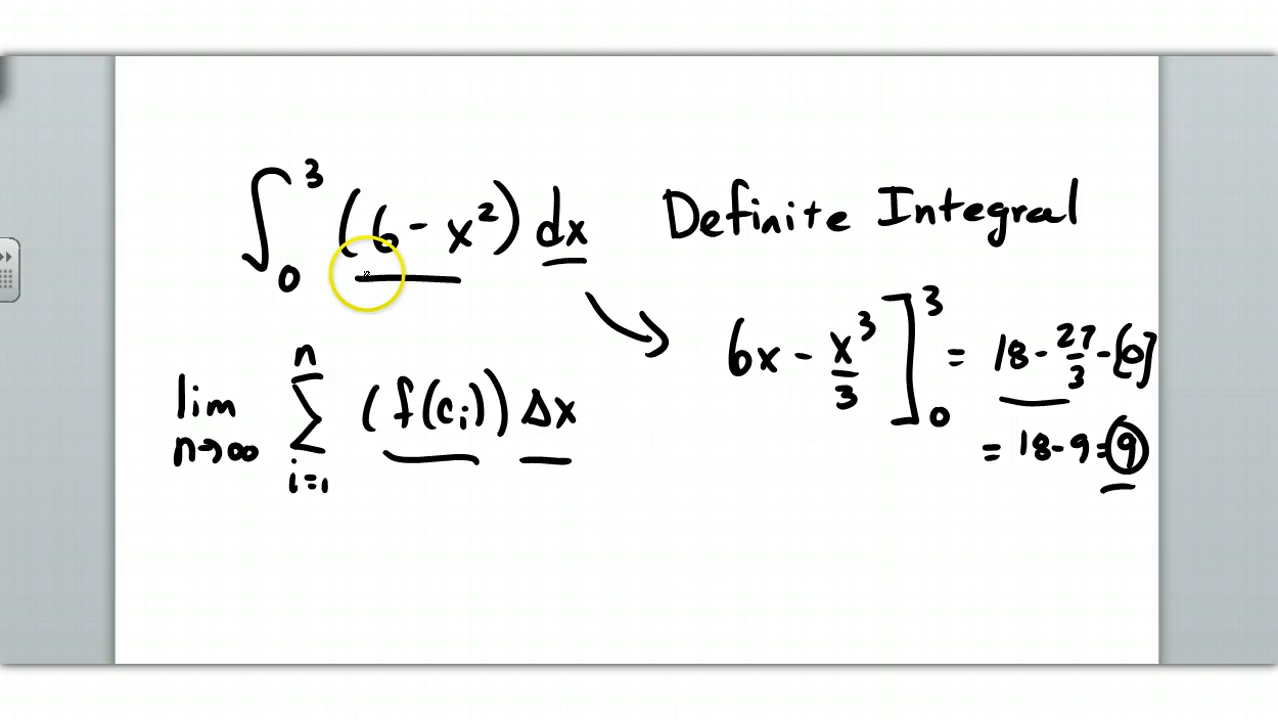 ∫₀³ (6 - x²) dx Definite Integral
6x - x³/3 ]₀³ = 18 - 27/3 - [0]
= 18 - 9 = 9
lim n→∞ ∑ i=1 n (f(cᵢ)) Δx